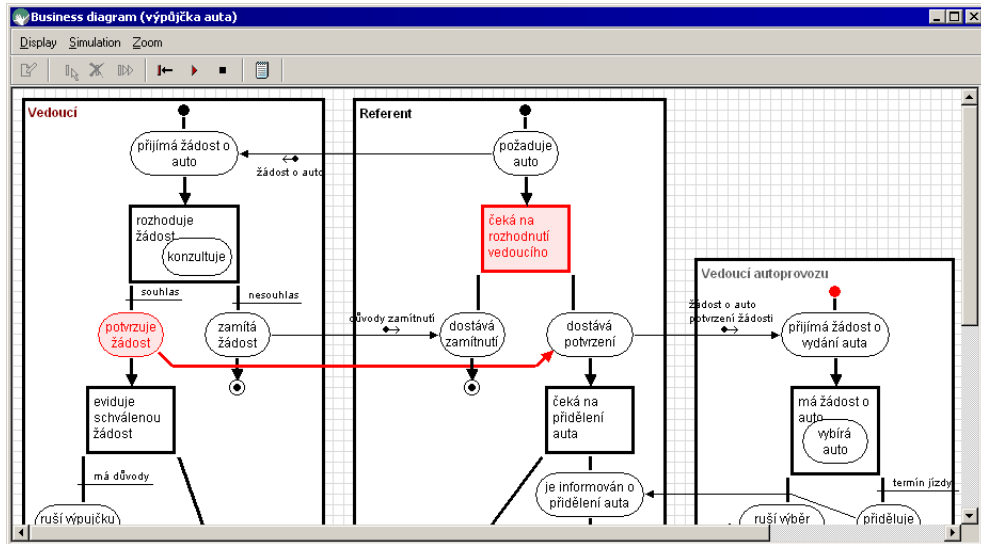 Business diagram (výpůjčka auta)
Display Simulation Zoom
Vedoucí
přijímá žádost o
auto
žádost o auto
rozhoduje
žádost
konzultuje
souhlas
nesouhlas
potvrzuje
žádost
zamítá
žádost
eviduje
schválenou
žádost
má důvody
ruší výpujčku
Referent
požaduje
auto
čeká na
rozhodnutí
vedoucího
důvody zamítnutí
dostává
zamítnutí
dostává
potvrzení
čeká na
přidělení
auta
je informován o
přidělení auta
Vedoucí autoprovozu
žádost o auto
potvrzení žádosti
přijímá žádost o
vydání auta
má žádost o
auto
vybírá
auto
termín jízdy
ruší výběr
přiděluje